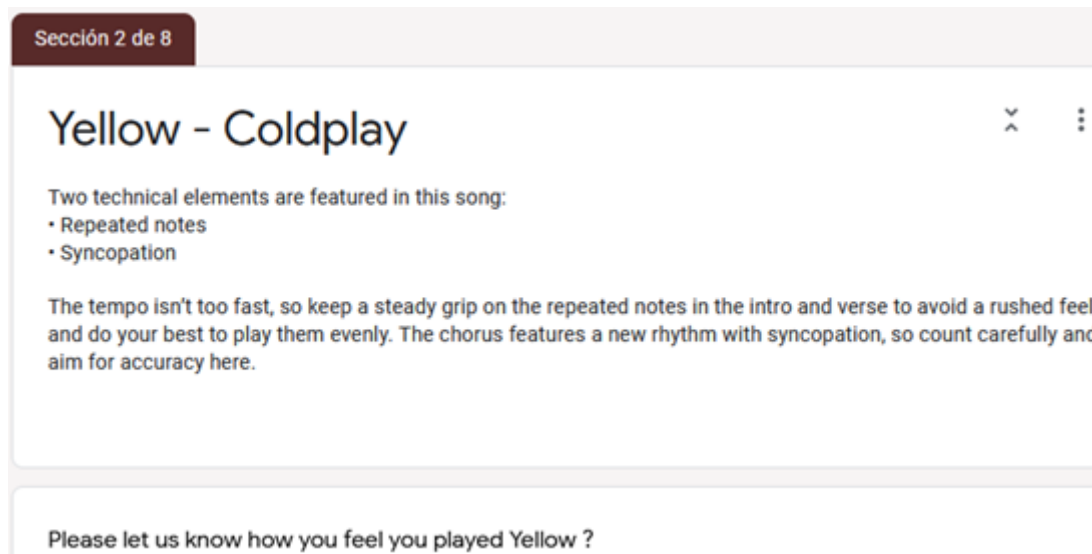 Sección 2 de 8
Yellow - Coldplay
Two technical elements are featured in this song:
• Repeated notes
• Syncopation
The tempo isn't too fast, so keep a steady grip on the repeated notes in the intro and verse to avoid a rushed feel
and do your best to play them evenly. The chorus features a new rhythm with syncopation, so count carefully and
aim for accuracy here.
Please let us know how you feel you played Yellow ?